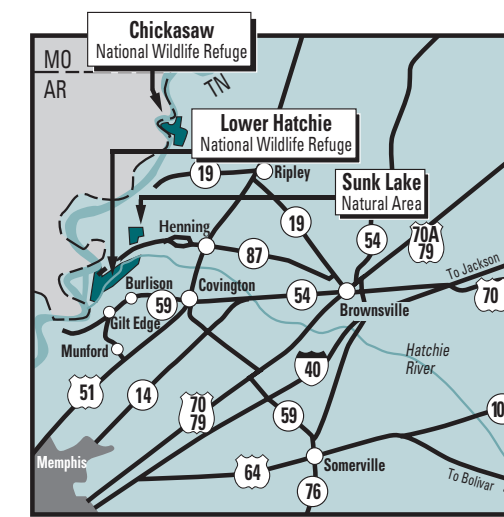 Chickasaw
National Wildlife Refuge
MO
AR
TN
Lower Hatchie
National Wildlife Refuge
19
Ripley
Sunk Lake
Natural Area
Henning
19
87
54
70A
79
To Jackson
70
Burlison
59
Covington
54
Brownsville
Gilt Edge
Munford
Hatchie
River
40
51
14
70
79
59
10
Memphis
64
Somerville
76
To Bolivar